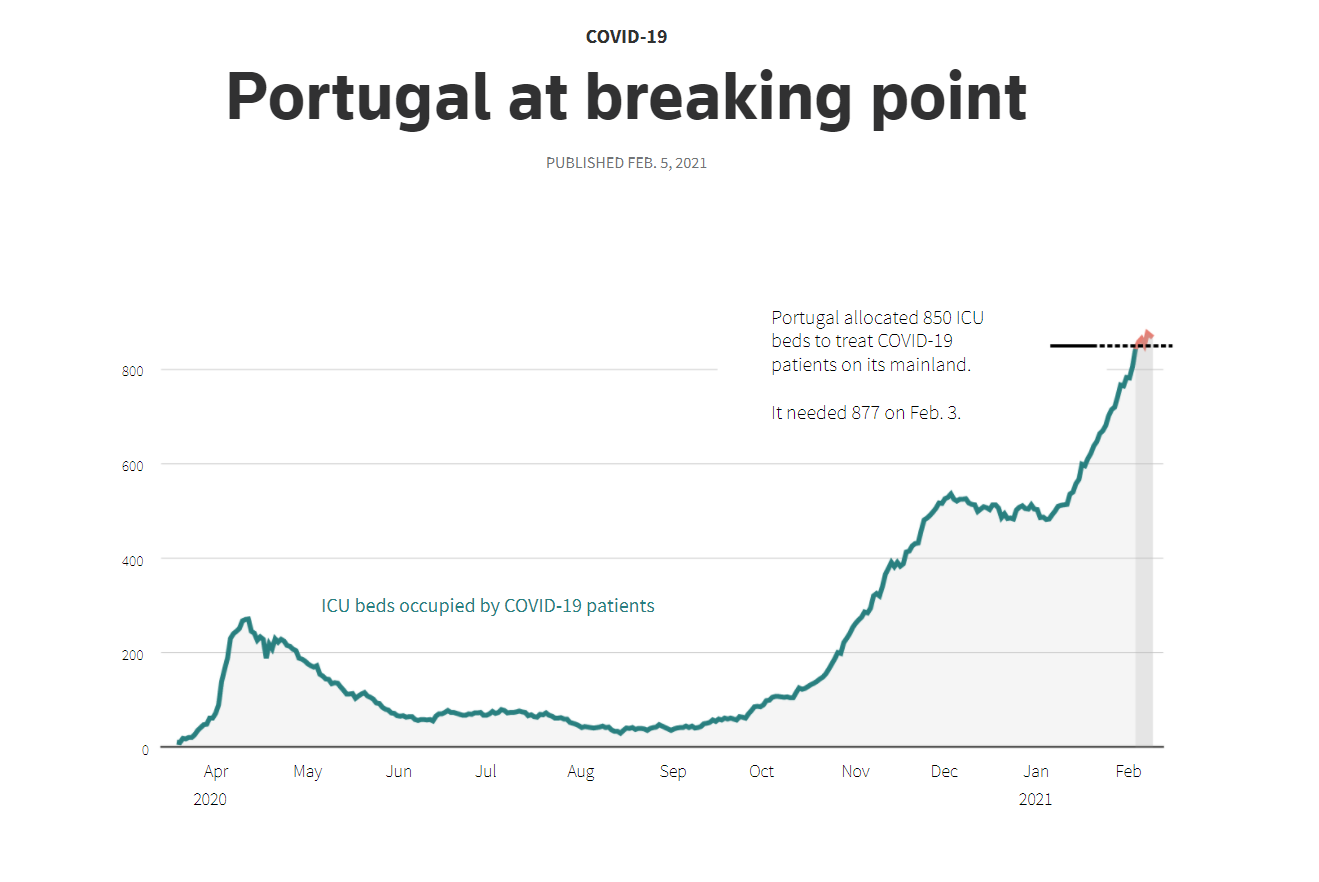 COVID-19
Portugal at breaking point
PUBLISHED FEB. 5, 2021
Portugal allocated 850 ICU
beds to treat COVID-19
patients on its mainland.
It needed 877 on Feb. 3.
800
600
400
ICU beds occupied by COVID-19 patients
200
0
Apr May Jun Jul Aug Sep Oct Nov Dec Jan Feb
2020 2021